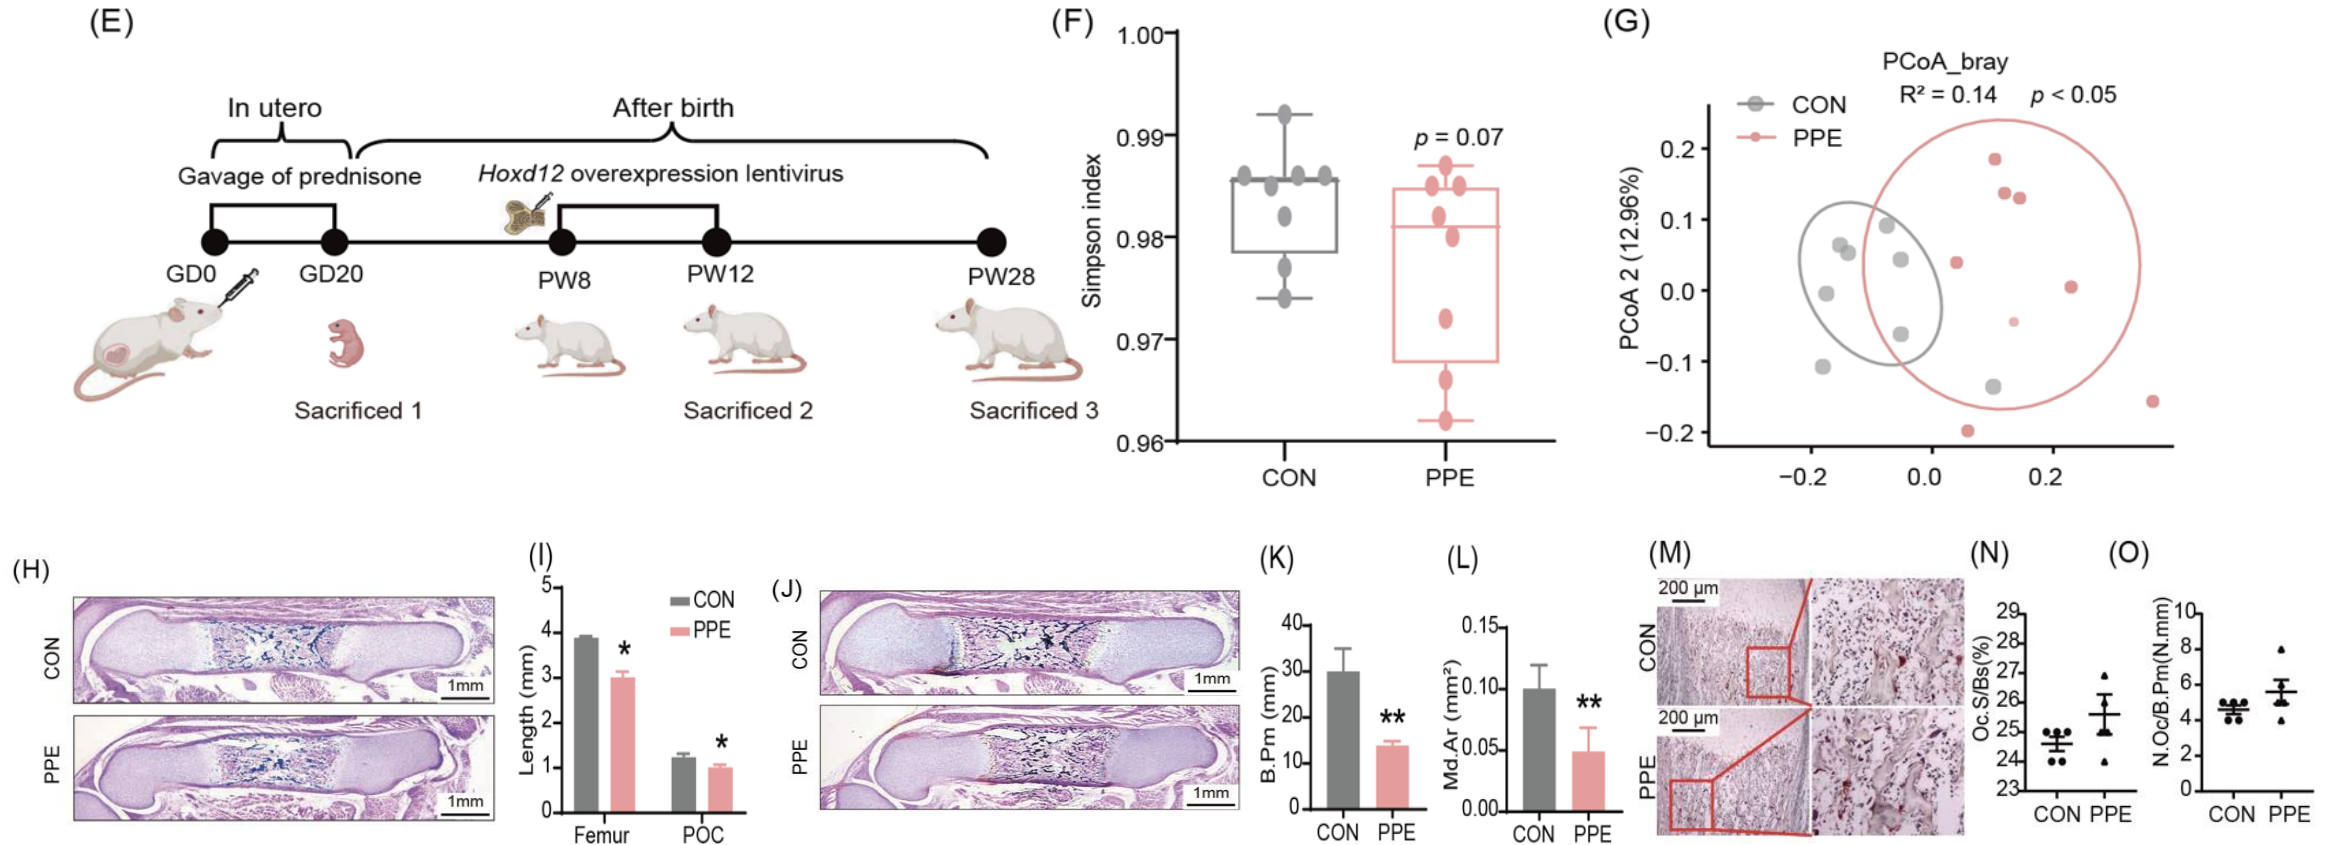 (E)
In utero
After birth
Gavage of prednisone
Hoxd12 overexpression lentivirus
GD0
GD20
PW8
PW12
PW28
Sacrificed 1
Sacrificed 2
Sacrificed 3
(F)
Simpson index
1.00
0.99
0.98
0.97
0.96
p = 0.07
CON
PPE
(G)
PCoA_bray
R² = 0.14 p < 0.05
CON
PPE
PCoA 2 (12.96%)
0.2
0.1
0.0
−0.1
−0.2
−0.2
0.0
0.2
(H)
CON
1mm
PPE
1mm
(I)
Length (mm)
5
4
3
2
1
0
CON
PPE
*
*
Femur
POC
(J)
CON
1mm
PPE
1mm
(K)
B.Pm (mm)
40
30
20
10
0
**
CON
PPE
(L)
Md.Ar (mm²)
0.15
0.10
0.05
0.00
**
CON
PPE
(M)
CON
200 µm
PPE
200 µm
(N)
Oc.S/Bs(%)
29
28
27
26
25
24
23
CON
PPE
(O)
N.Oc/B.Pm(N.mm)
10
8
6
4
2
0
CON
PPE